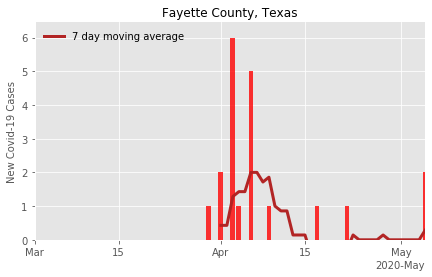 Fayette County, Texas
7 day moving average
New Covid-19 Cases
6
5
4
3
2
1
0
Mar 15 Apr 15 May
2020-May